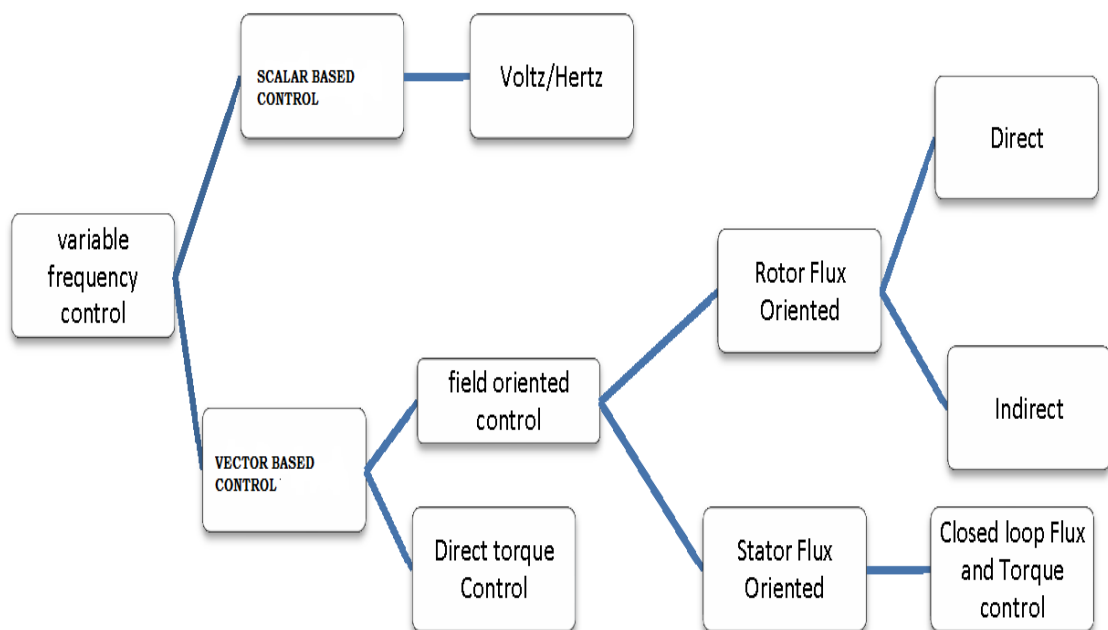 SCALAR BASED
CONTROL
Voltz/Hertz
Direct
variable
frequency
control
Rotor Flux
Oriented
field oriented
control
Indirect
VECTOR BASED
CONTROL
Direct torque
Control
Stator Flux
Oriented
Closed loop Flux
and Torque
control